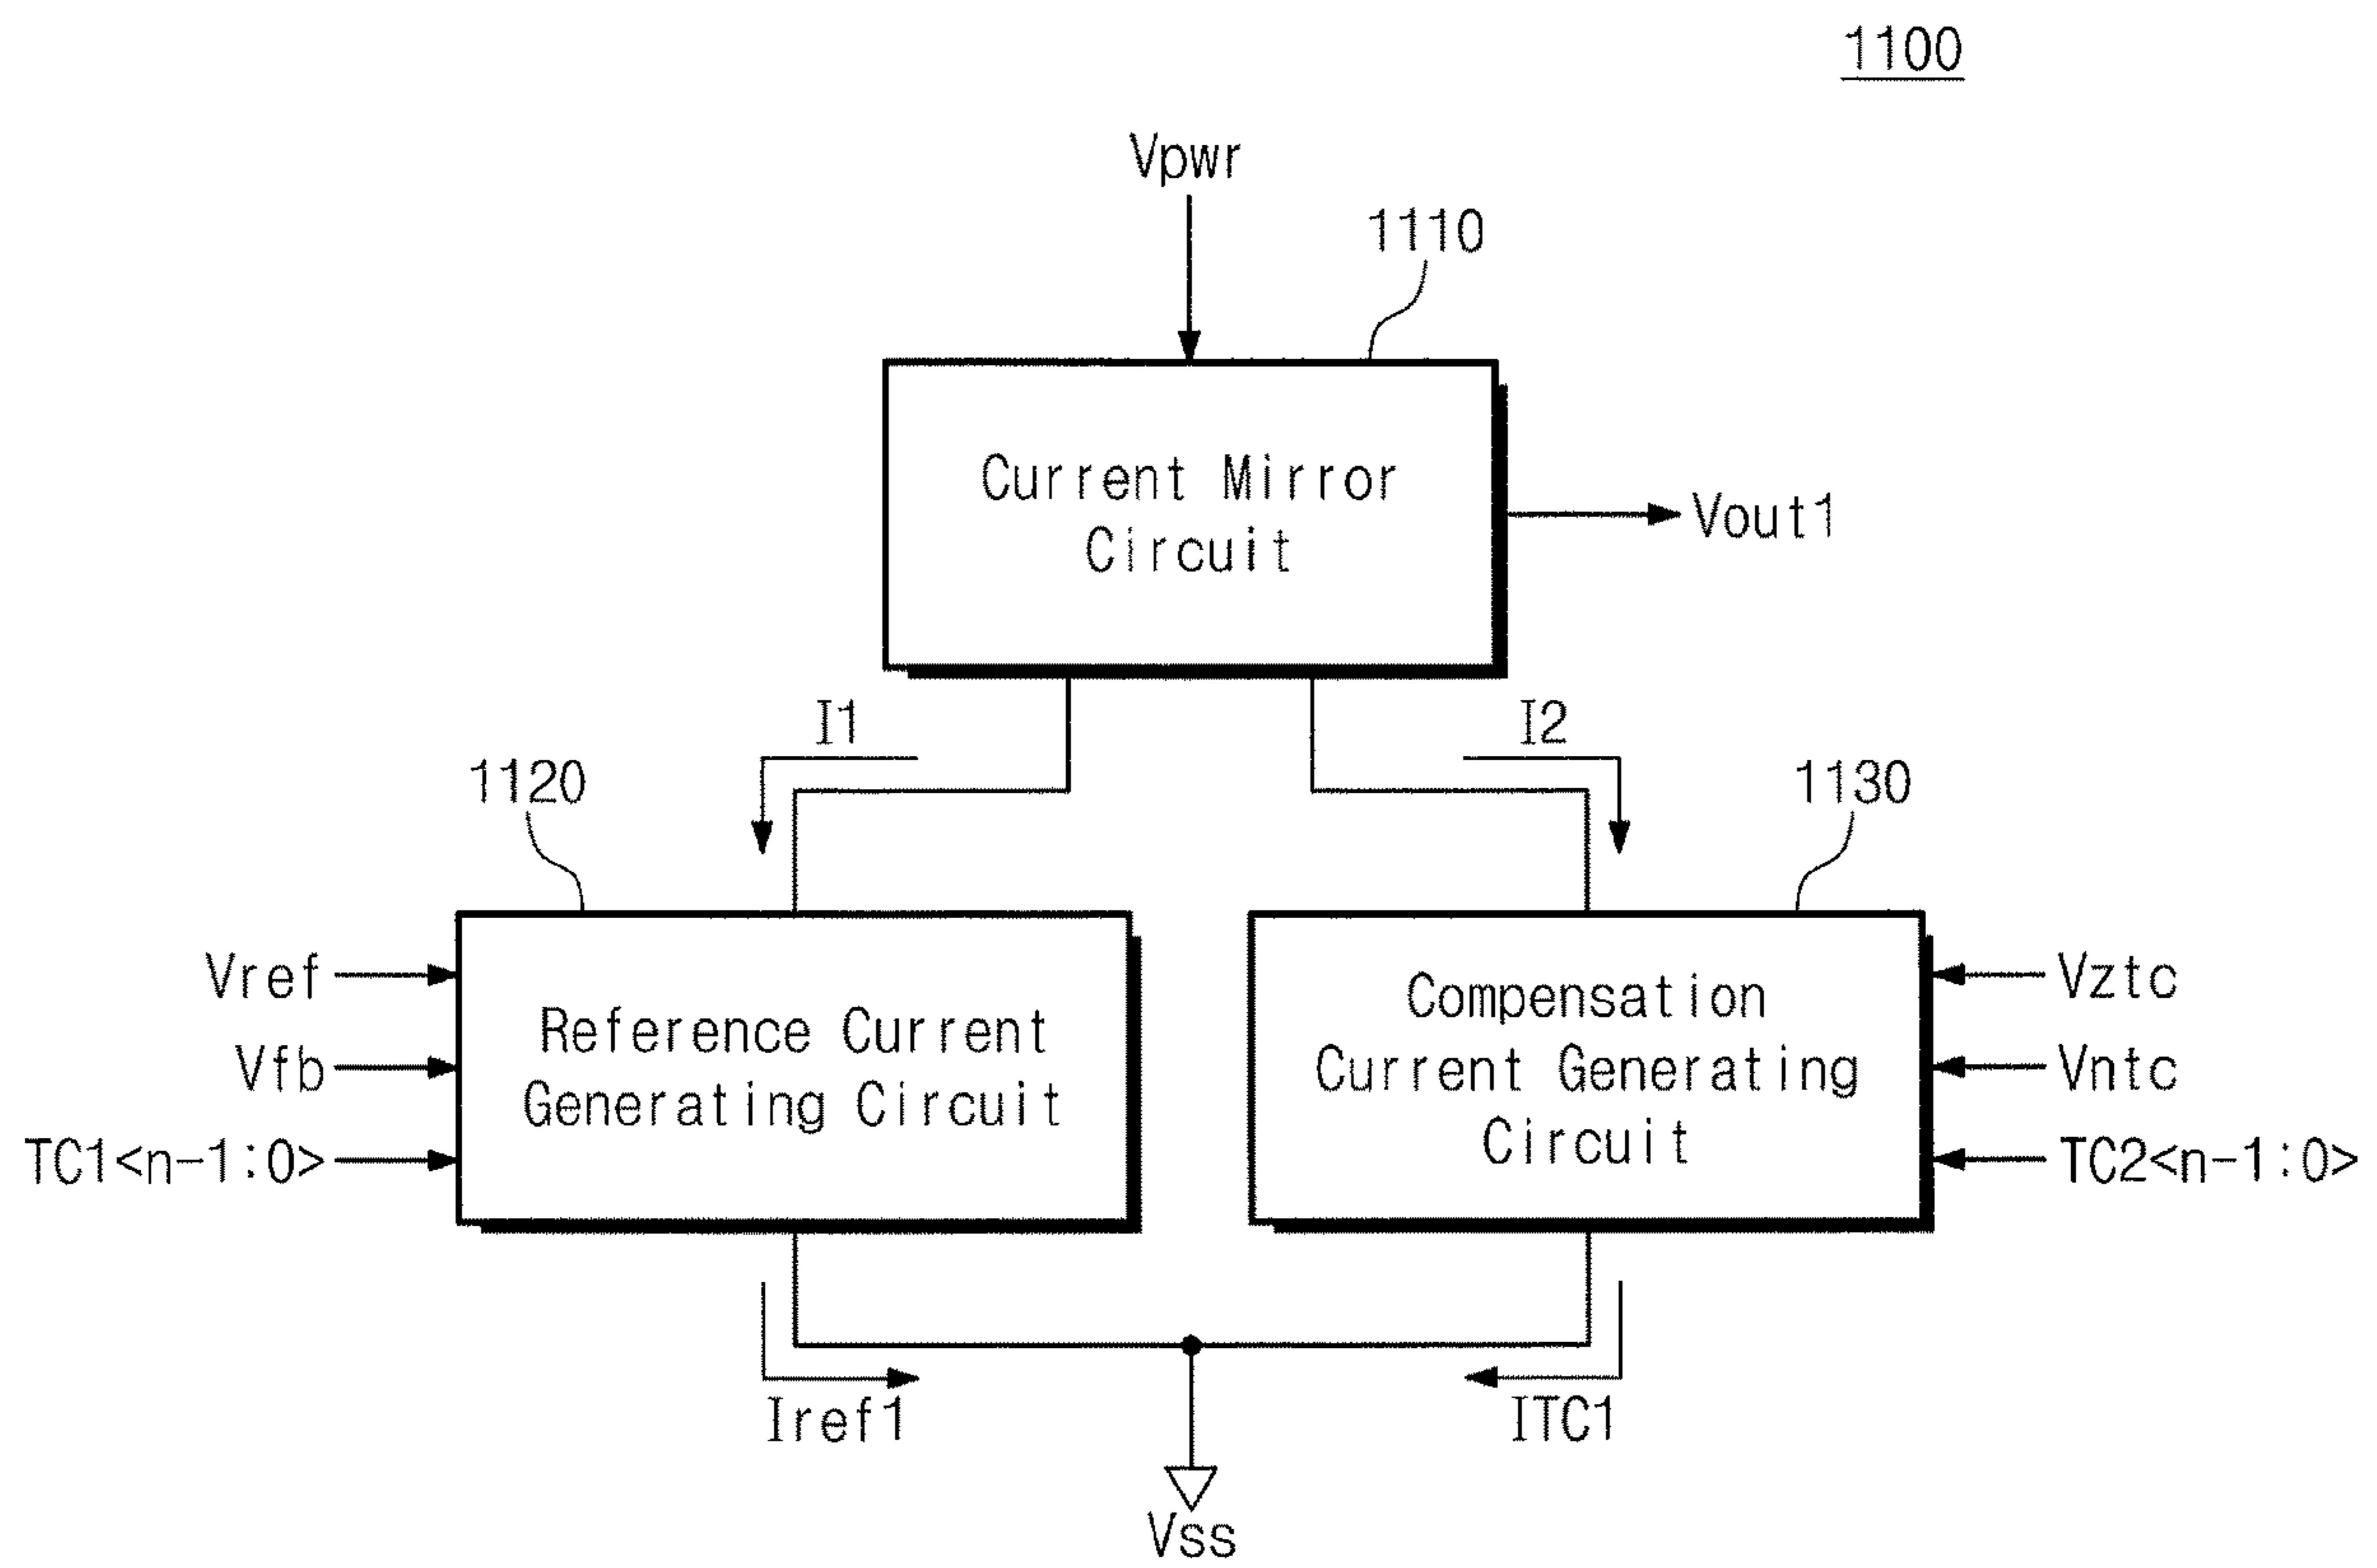 1100
Vpwr
1110
Current Mirror
Circuit
Vout1
I1
I2
1120
1130
Vref
Vfb
TC1<n-1:0>
Reference Current
Generating Circuit
Compensation
Current Generating
Circuit
Vztc
Vntc
TC2<n-1:0>
Iref1
ITC1
Vss